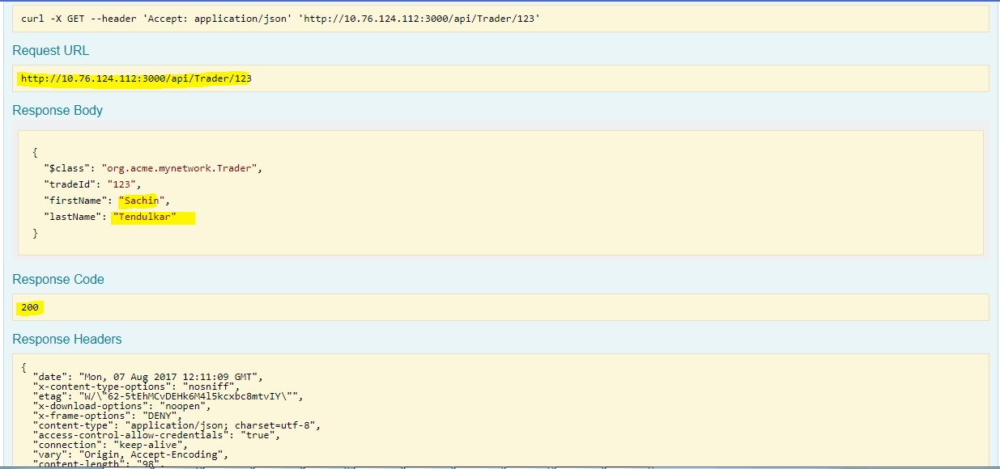 curl -X GET --header 'Accept: application/json' 'http://10.76.124.112:3000/api/Trader/123'
Request URL
http://10.76.124.112:3000/api/Trader/123
Response Body
{
"$class": "org.acme.mynetwork.Trader",
"tradeId": "123",
"firstName": "Sachin",
"lastName": "Tendulkar"
}
Response Code
200
Response Headers
{
"date": "Mon, 07 Aug 2017 12:11:09 GMT",
"x-content-type-options": "nosniff",
"etag": "W/\"62-5tEhMCvDEHk6M4l5kcxbc8mtvIY\"",
"x-download-options": "noopen",
"x-frame-options": "DENY",
"content-type": "application/json; charset=utf-8",
"access-control-allow-credentials": "true",
"connection": "keep-alive",
"vary": "Origin, Accept-Encoding",
"content-length": "98",